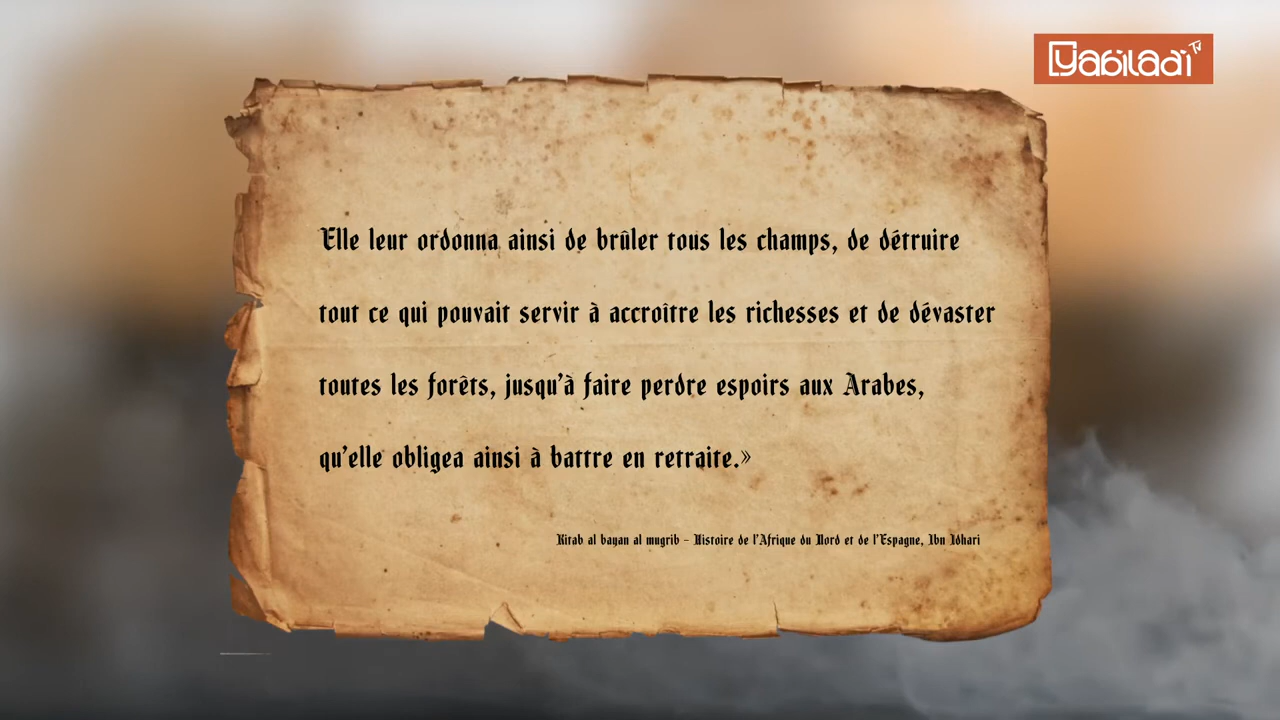 Yabiladi TV
Elle leur ordonna ainsi de brûler tous les champs, de détruire
tout ce qui pouvait servir à accroître les richesses et de dévaster
toutes les forêts, jusqu'à faire perdre espoirs aux Arabes,
qu'elle obligea ainsi à battre en retraite.»
Kitab al bayan al mugrib - Histoire de l'Afrique du Nord et de l'Espagne, Ibn Idhari